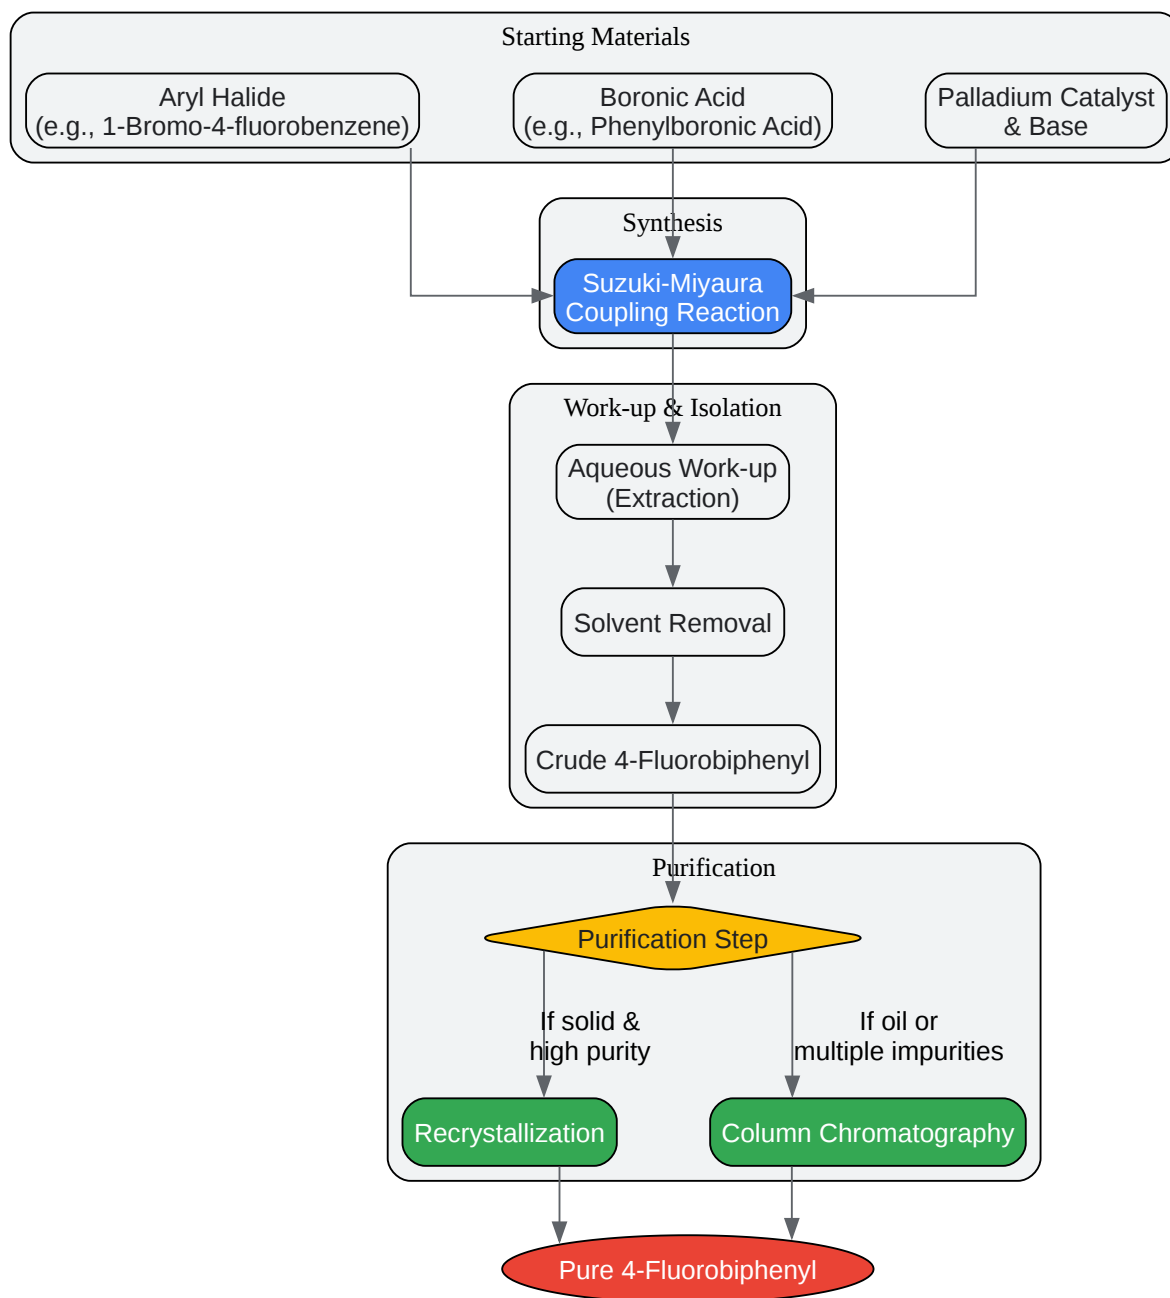 Starting Materials
Aryl Halide
(e.g., 1-Bromo-4-fluorobenzene)
Boronic Acid
(e.g., Phenylboronic Acid)
Palladium Catalyst
& Base
Synthesis
Suzuki-Miyaura
Coupling Reaction
Work-up & Isolation
Aqueous Work-up
(Extraction)
Solvent Removal
Crude 4-Fluorobiphenyl
Purification
Purification Step
If solid &
high purity
If oil or
multiple impurities
Recrystallization
Column Chromatography
Pure 4-Fluorobiphenyl